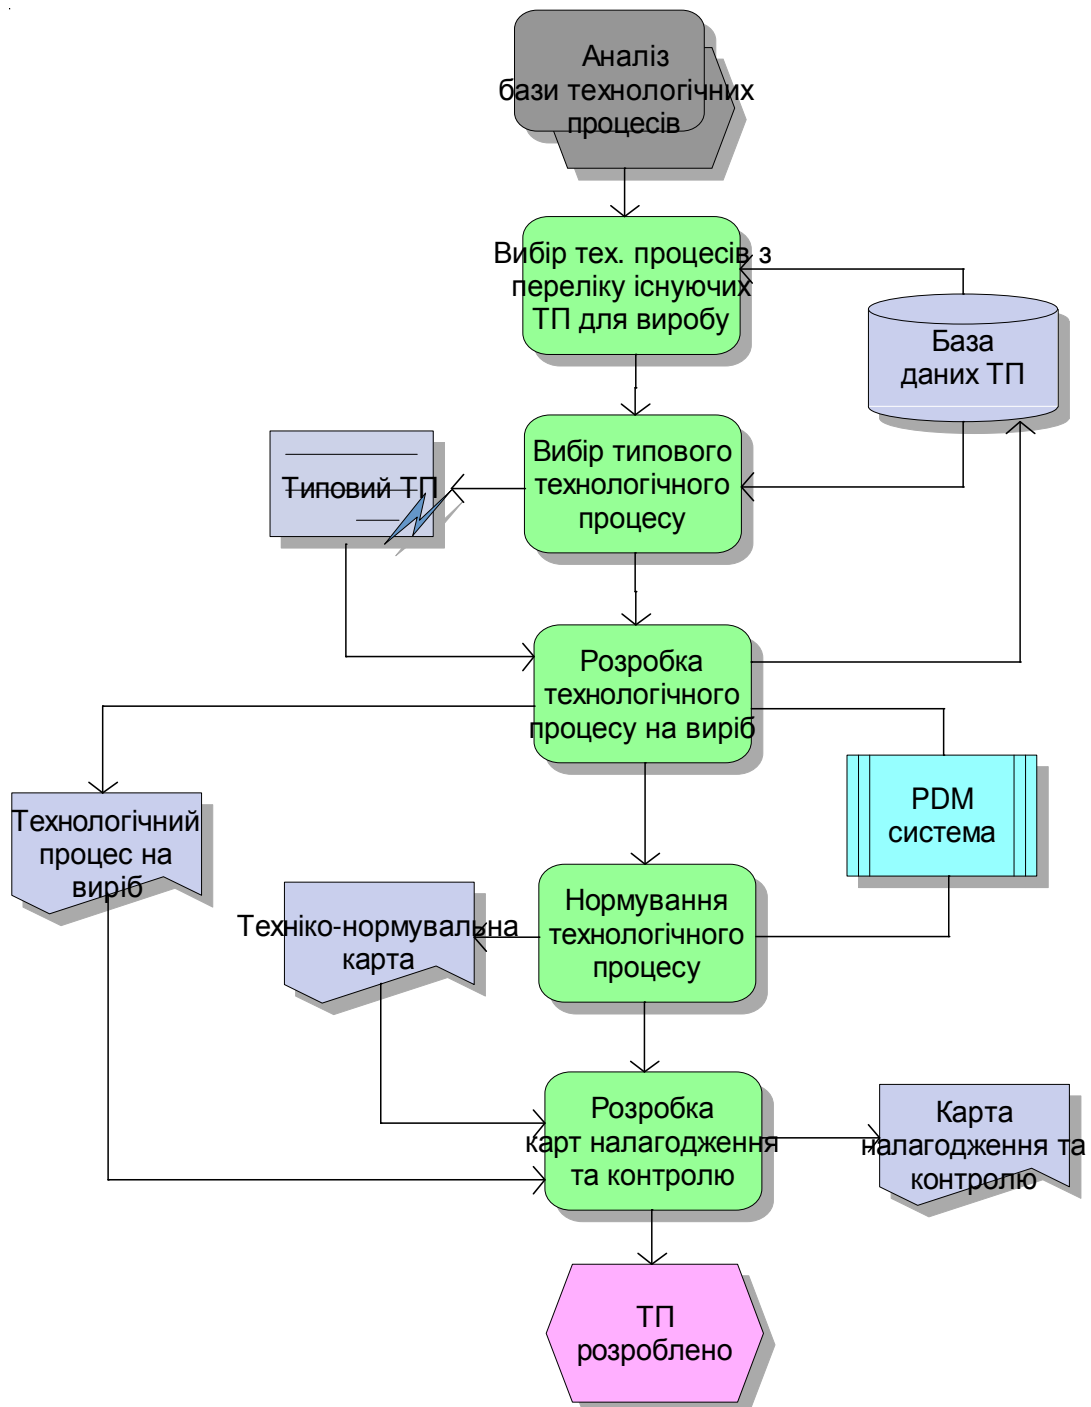 Аналіз
бази технологічних
процесів
Вибір тех. процесів з
переліку існуючих
ТП для виробу
База
даних ТП
Вибір типового
технологічного
процесу
Типовий ТП
Розробка
технологічного
процесу на виріб
PDM
система
Технологічний
процес на
виріб
Нормування
технологічного
процесу
Техніко-нормувальна
карта
Розробка
карт налагодження
та контролю
Карта
налагодження та
контролю
ТП
розроблено